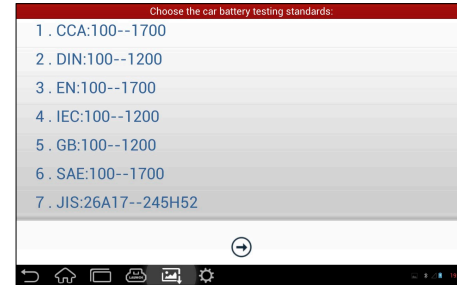 Choose the car battery testing standards:
1 . CCA:100--1700
2 . DIN:100--1200
3 . EN:100--1700
4 . IEC:100--1200
5 . GB:100--1200
6 . SAE:100--1700
7 . JIS:26A17--245H52